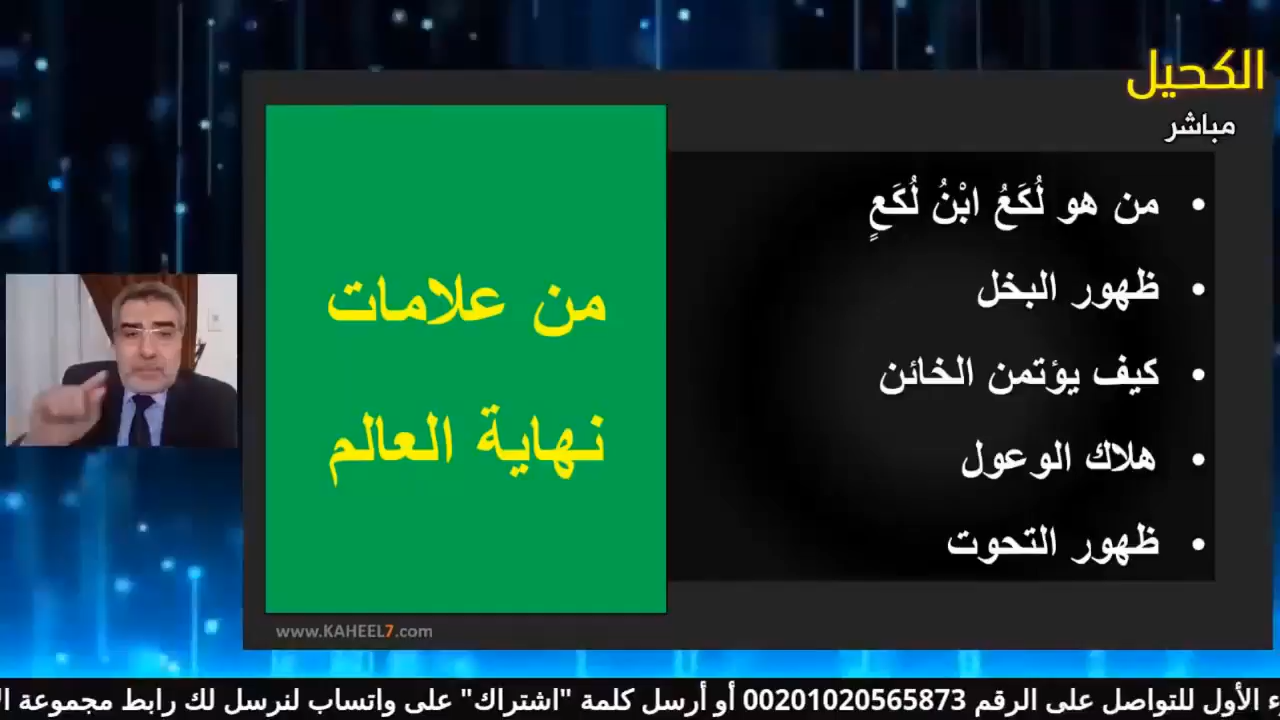 الكحيل
مباشر
من هو لُكَعُ ابْنُ لُكَعٍ
ظهور البخل
كيف يؤتمن الخائن
هلاك الوعول
ظهور التحوت
من علامات
نهاية العالم
www.KAHEEL7.com
الأول للتواصل على الرقم 00201020565873 أو أرسل كلمة "اشتراك" على واتساب لنرسل لك رابط مجموعة